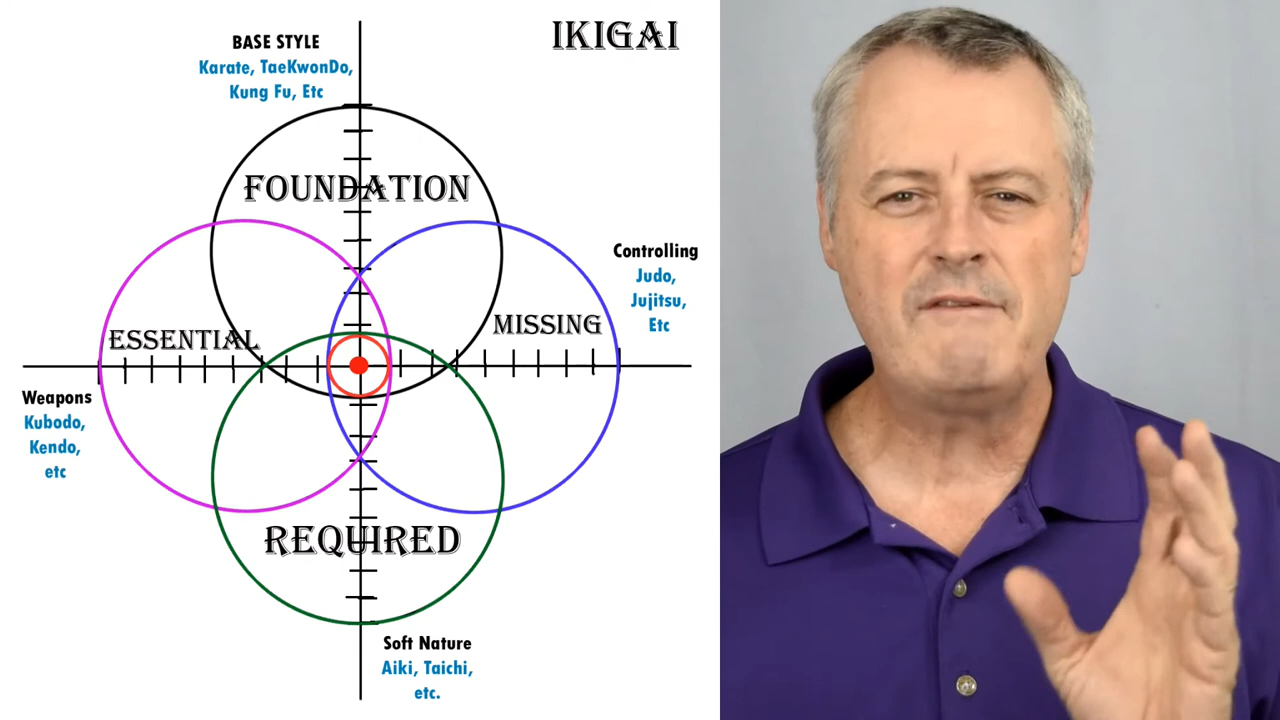 IKIGAI
BASE STYLE
Karate, TaeKwonDo,
Kung Fu, Etc
FOUNDATION
Controlling
Judo,
Jujitsu,
Etc
MISSING
ESSENTIAL
Weapons
Kubodo,
Kendo,
etc
REQUIRED
Soft Nature
Aiki, Taichi,
etc.